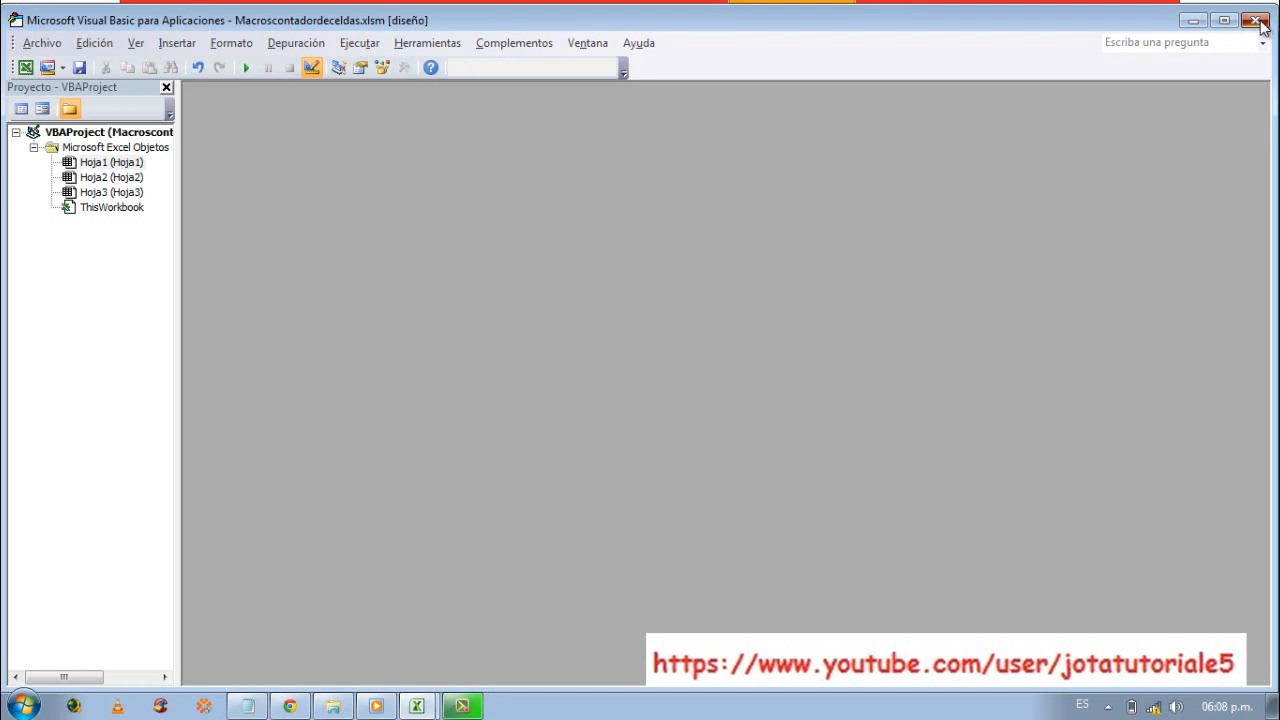 Microsoft Visual Basic para Aplicaciones - Macroscontadordeceldas.xlsm [diseño]
Archivo Edición Ver Insertar Formato Depuración Ejecutar Herramientas Complementos Ventana Ayuda Escriba una pregunta
Proyecto - VBAProject
VBAProject (Macroscont
Microsoft Excel Objetos
Hoja1 (Hoja1)
Hoja2 (Hoja2)
Hoja3 (Hoja3)
ThisWorkbook
https://www.youtube.com/user/jotatutoriale5
ES 06:08 p.m.